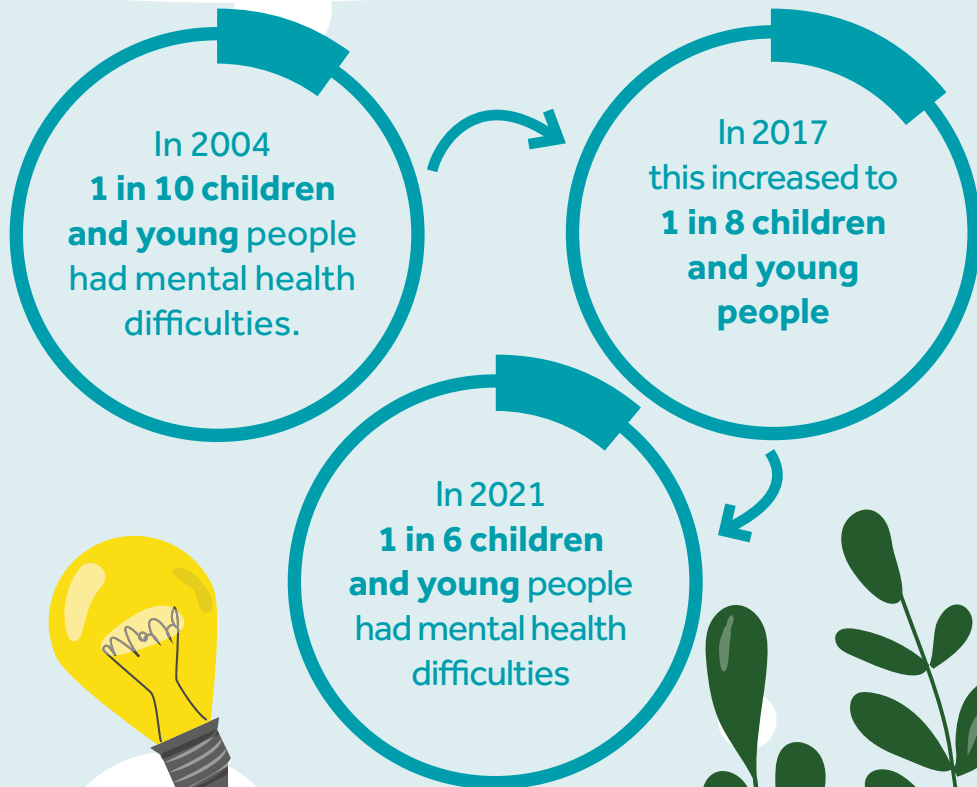 In 2004
1 in 10 children
and young people
had mental health
difficulties.
In 2017
this increased to
1 in 8 children
and young
people
In 2021
1 in 6 children
and young people
had mental health
difficulties